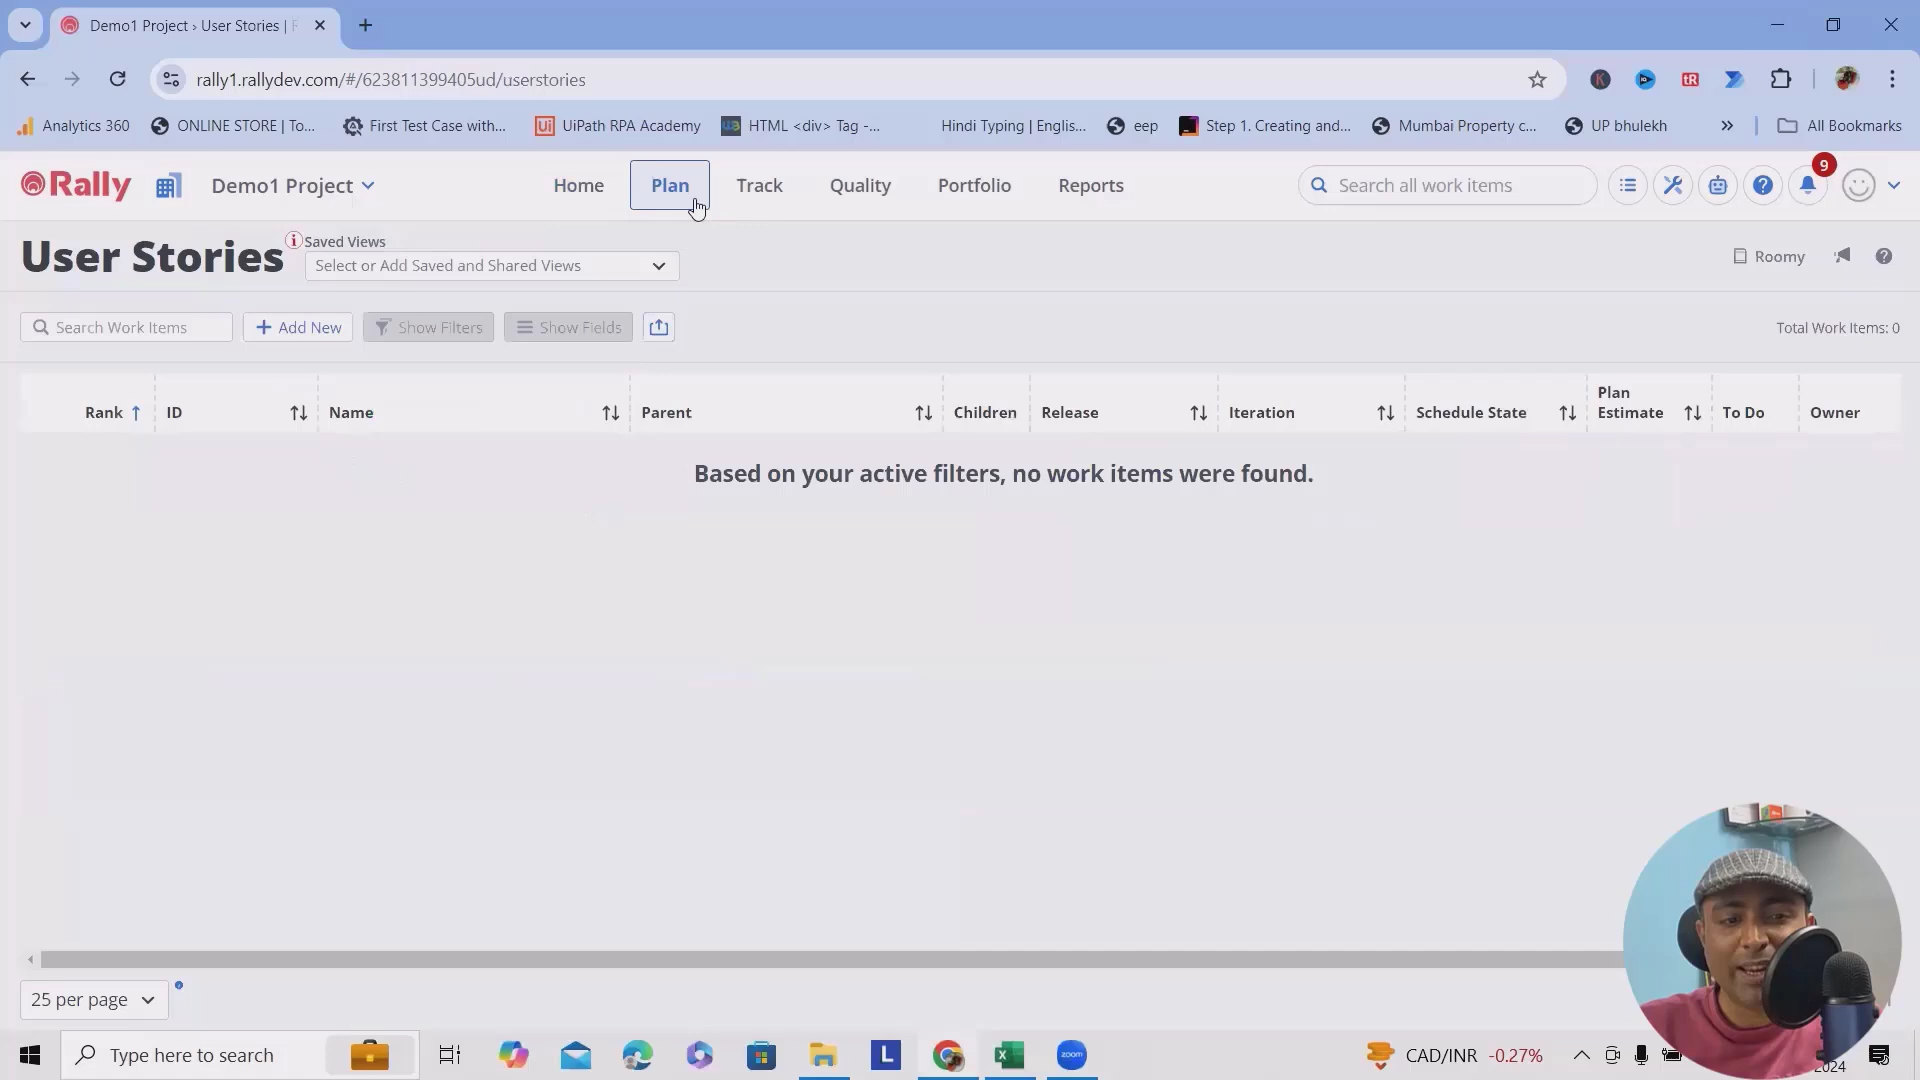 Demo1 Project › User Stories |
rally1.rallydev.com/#/623811399405ud/userstories
K
tR
Analytics 360
ONLINE STORE | To...
First Test Case with...
Ui
UiPath RPA Academy
HTML <div> Tag -...
Hindi Typing | Englis...
eep
Step 1. Creating and...
Mumbai Property c...
UP bhulekh
All Bookmarks
Rally
Demo1 Project
Home
Plan
Track
Quality
Portfolio
Reports
Search all work items
9
User Stories
Saved Views
Select or Add Saved and Shared Views
Roomy
Search Work Items
+ Add New
Show Filters
Show Fields
Total Work Items: 0
Rank
ID
Name
Parent
Children
Release
Iteration
Schedule State
Plan
Estimate
To Do
Owner
Based on your active filters, no work items were found.
25 per page
Type here to search
L
zoom
CAD/INR -0.27%
2024